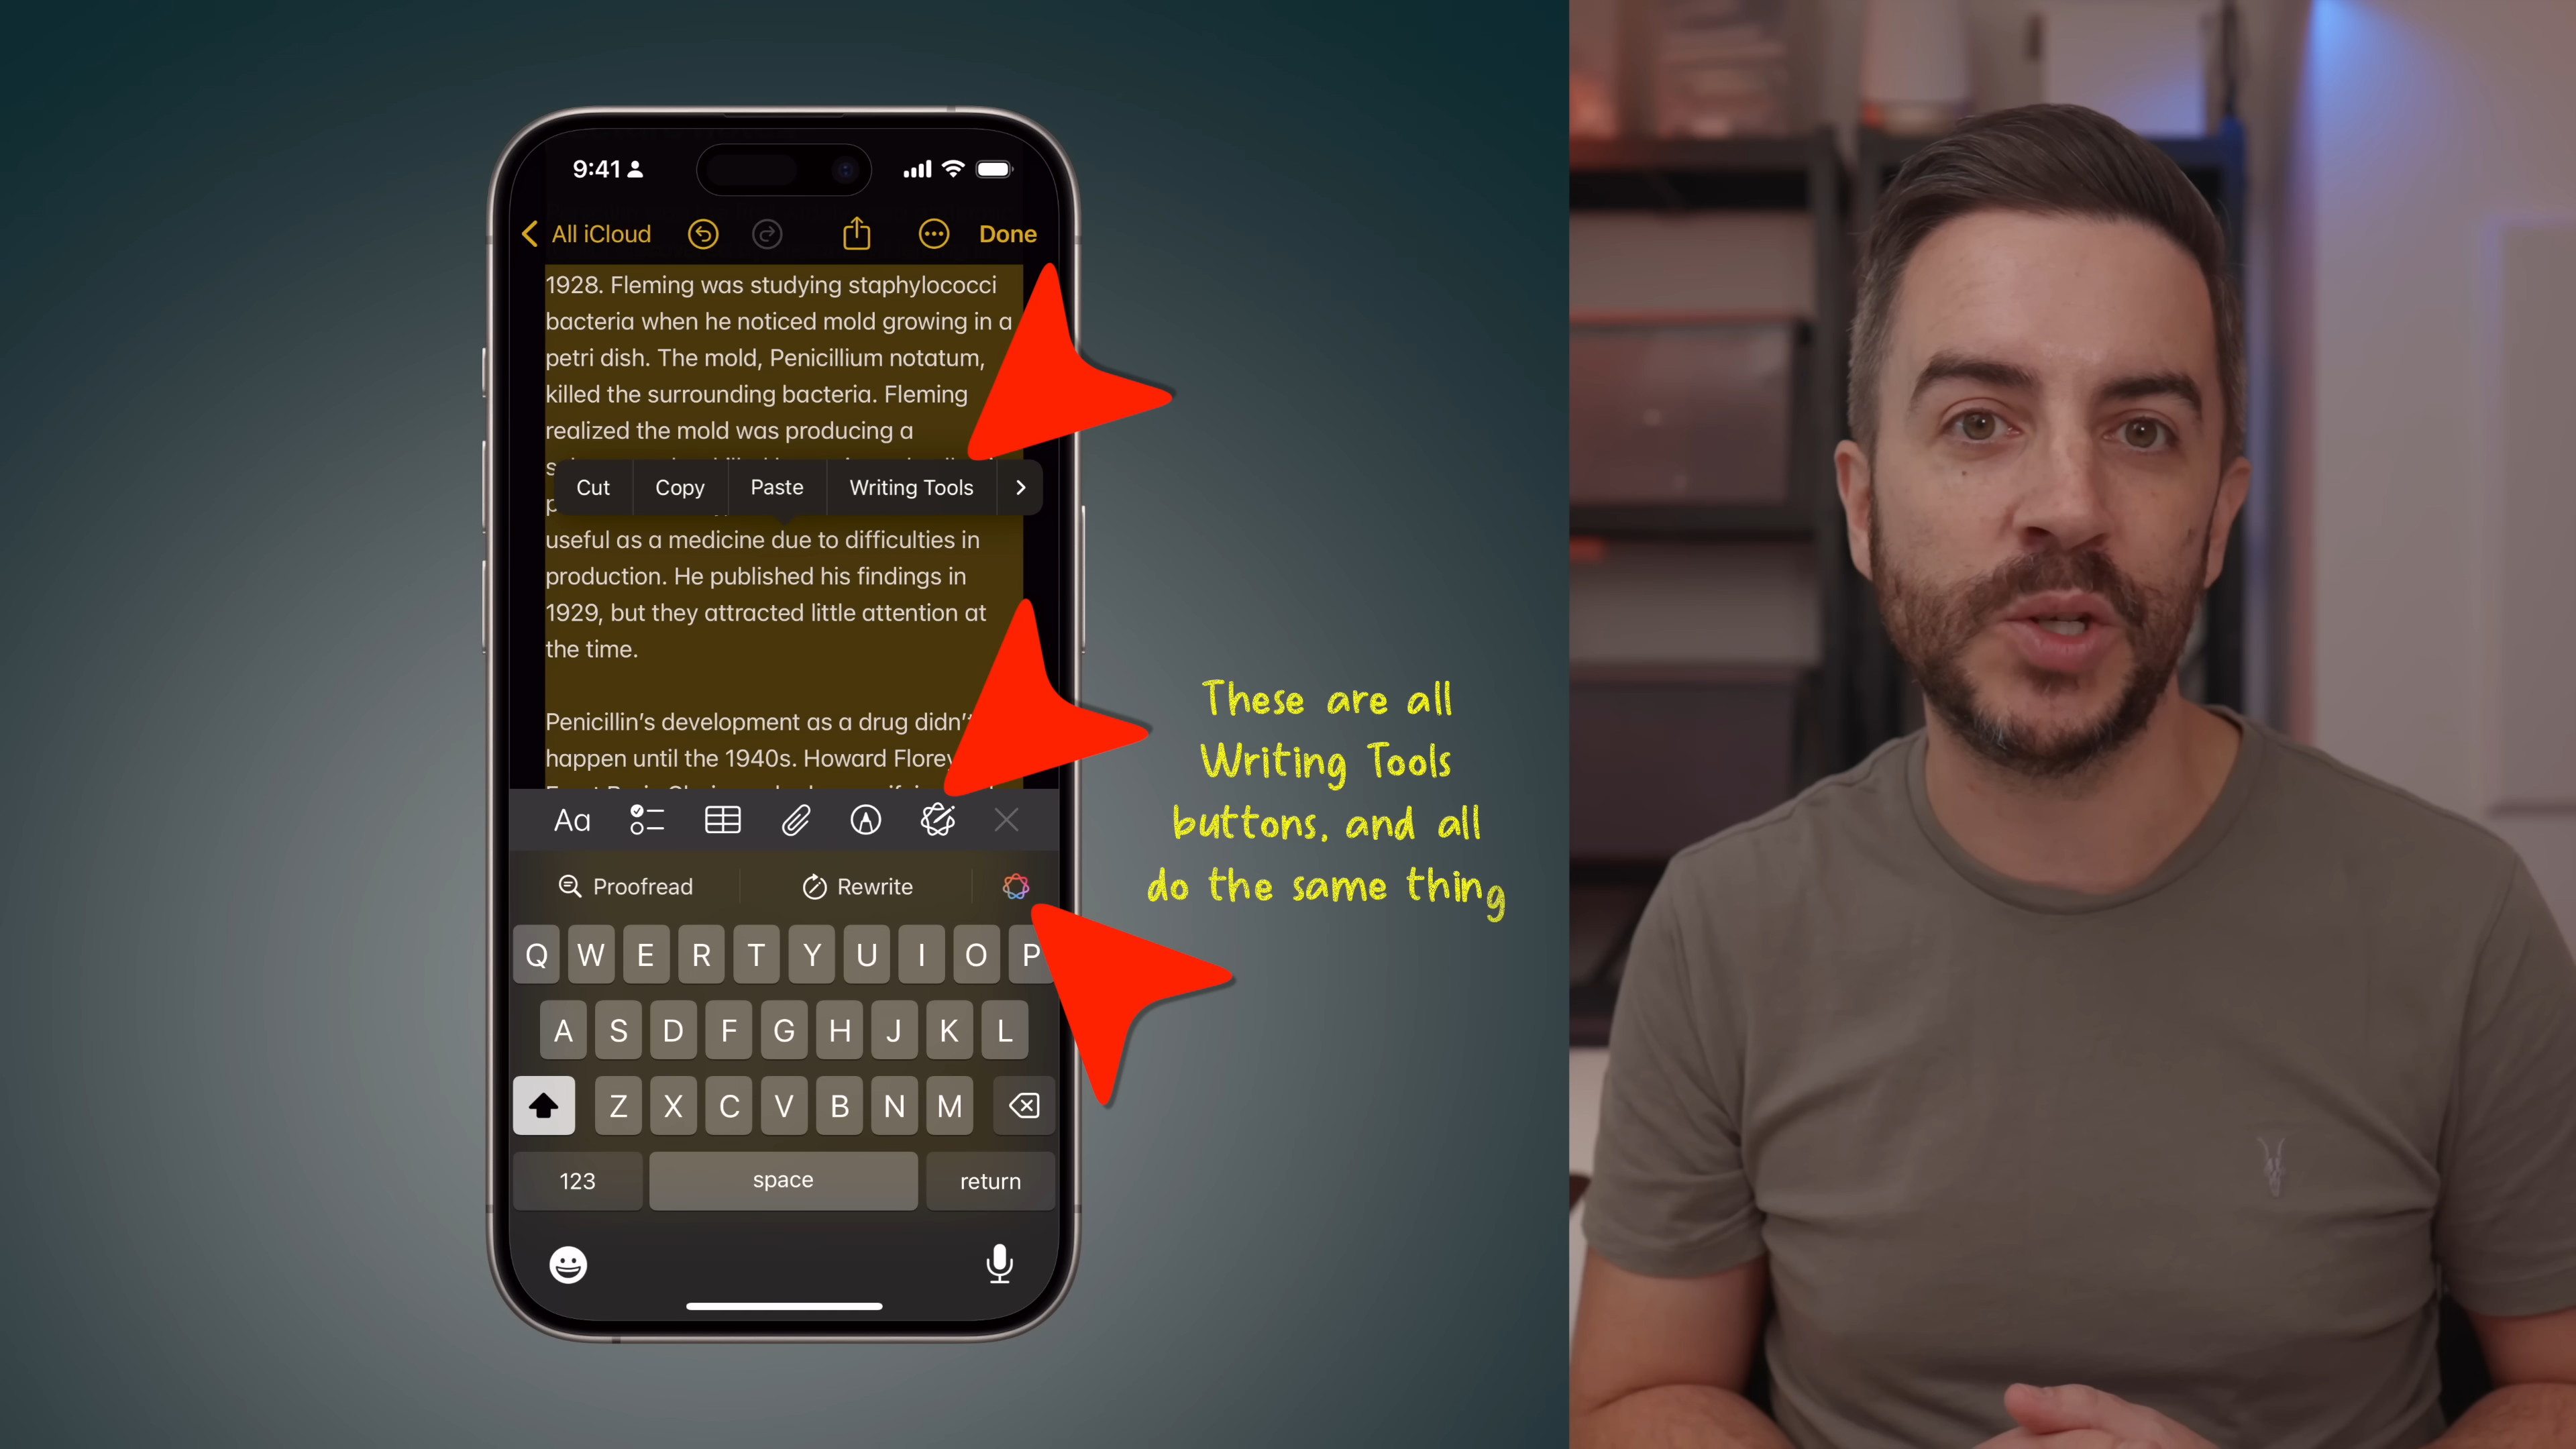 9:41
All iCloud
Done
1928. Fleming was studying staphylococci
bacteria when he noticed mold growing in a
petri dish. The mold, Penicillium notatum,
killed the surrounding bacteria. Fleming
realized the mold was producing a
Cut Copy Paste Writing Tools
useful as a medicine due to difficulties in
production. He published his findings in
1929, but they attracted little attention at
the time.
Penicillin's development as a drug didn't
happen until the 1940s. Howard Florey
Aa
Proofread Rewrite
Q W E R T Y U I O P
A S D F G H J K L
Z X C V B N M
123 space return
These are all
Writing Tools
buttons, and all
do the same thing